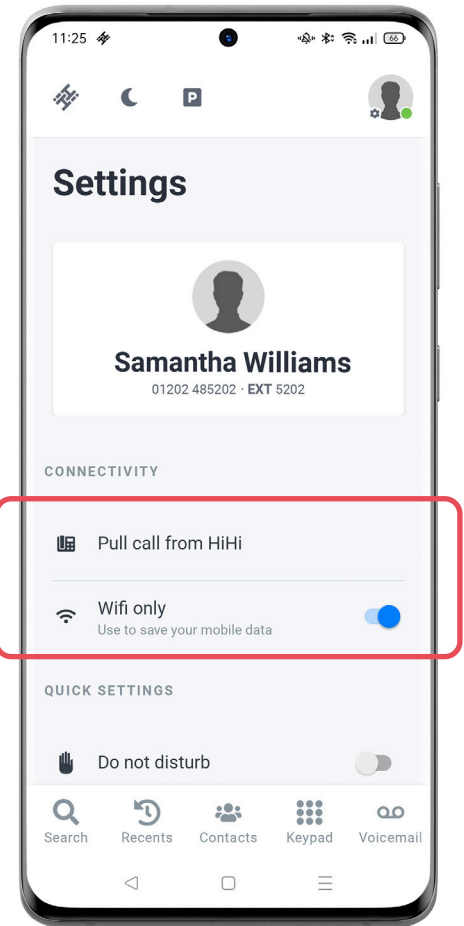 11:25
66
P
Settings
Samantha Williams
01202 485202 · EXT 5202
CONNECTIVITY
Pull call from HiHi
Wifi only
Use to save your mobile data
QUICK SETTINGS
Do not disturb
Search Recents Contacts Keypad Voicemail